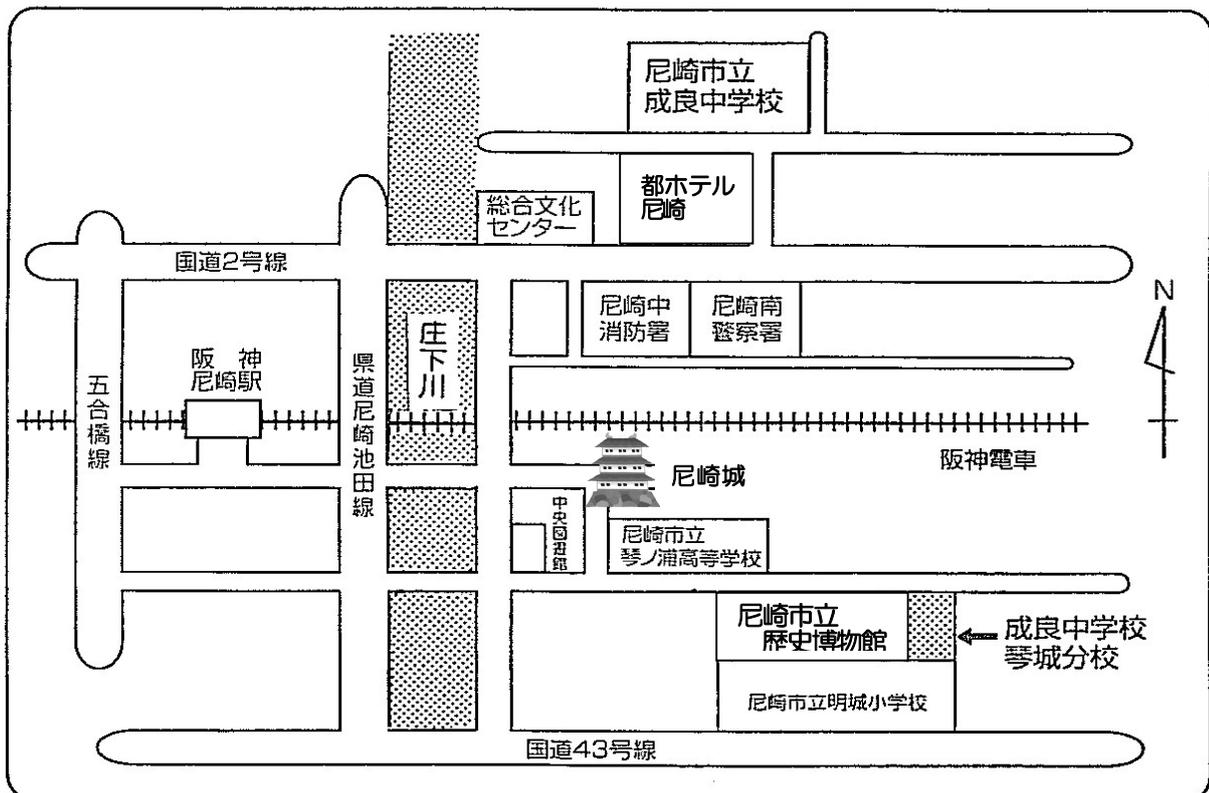 尼崎市立
成良中学校
都ホテル
尼崎
総合文化
センター
国道2号線
尼崎中
消防署
尼崎南
警察署
N
庄下川
阪神
尼崎駅
五合橋線
県道尼崎池田線
阪神電車
尼崎城
中央図書館
尼崎市立
琴ノ浦高等学校
尼崎市立
歴史博物館
成良中学校
琴城分校
尼崎市立明城小学校
国道43号線